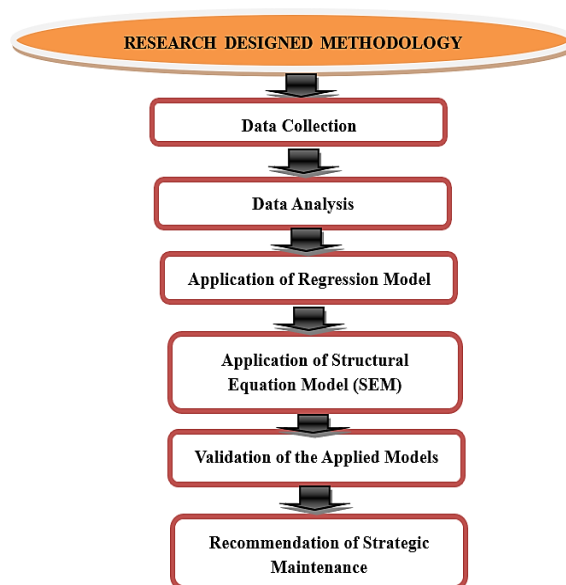 RESEARCH DESIGNED METHODOLOGY
Data Collection
Data Analysis
Application of Regression Model
Application of Structural
Equation Model (SEM)
Validation of the Applied Models
Recommendation of Strategic
Maintenance